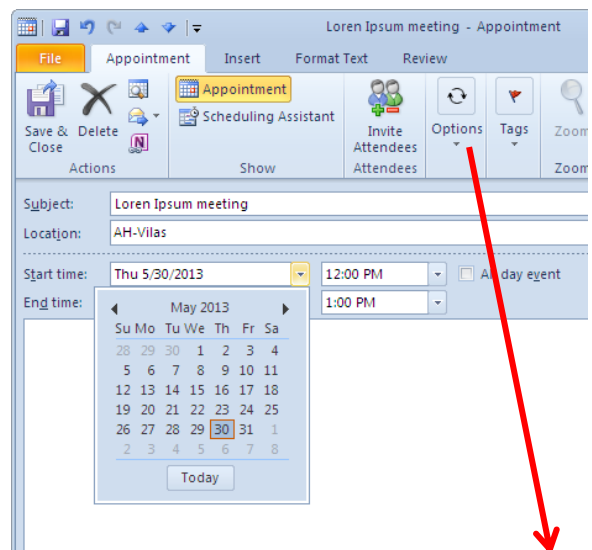 Loren Ipsum meeting - Appointment
File Appointment Insert Format Text Review
Save & Close Delete
Appointment
Scheduling Assistant
Invite Attendees
Options
Tags
Zoom
Actions Show Attendees Zoom
Subject: Loren Ipsum meeting
Location: AH-Vilas
Start time: Thu 5/30/2013 12:00 PM All day event
End time: 1:00 PM
May 2013
Su Mo Tu We Th Fr Sa
28 29 30 1 2 3 4
5 6 7 8 9 10 11
12 13 14 15 16 17 18
19 20 21 22 23 24 25
26 27 28 29 30 31 1
2 3 4 5 6 7 8
Today